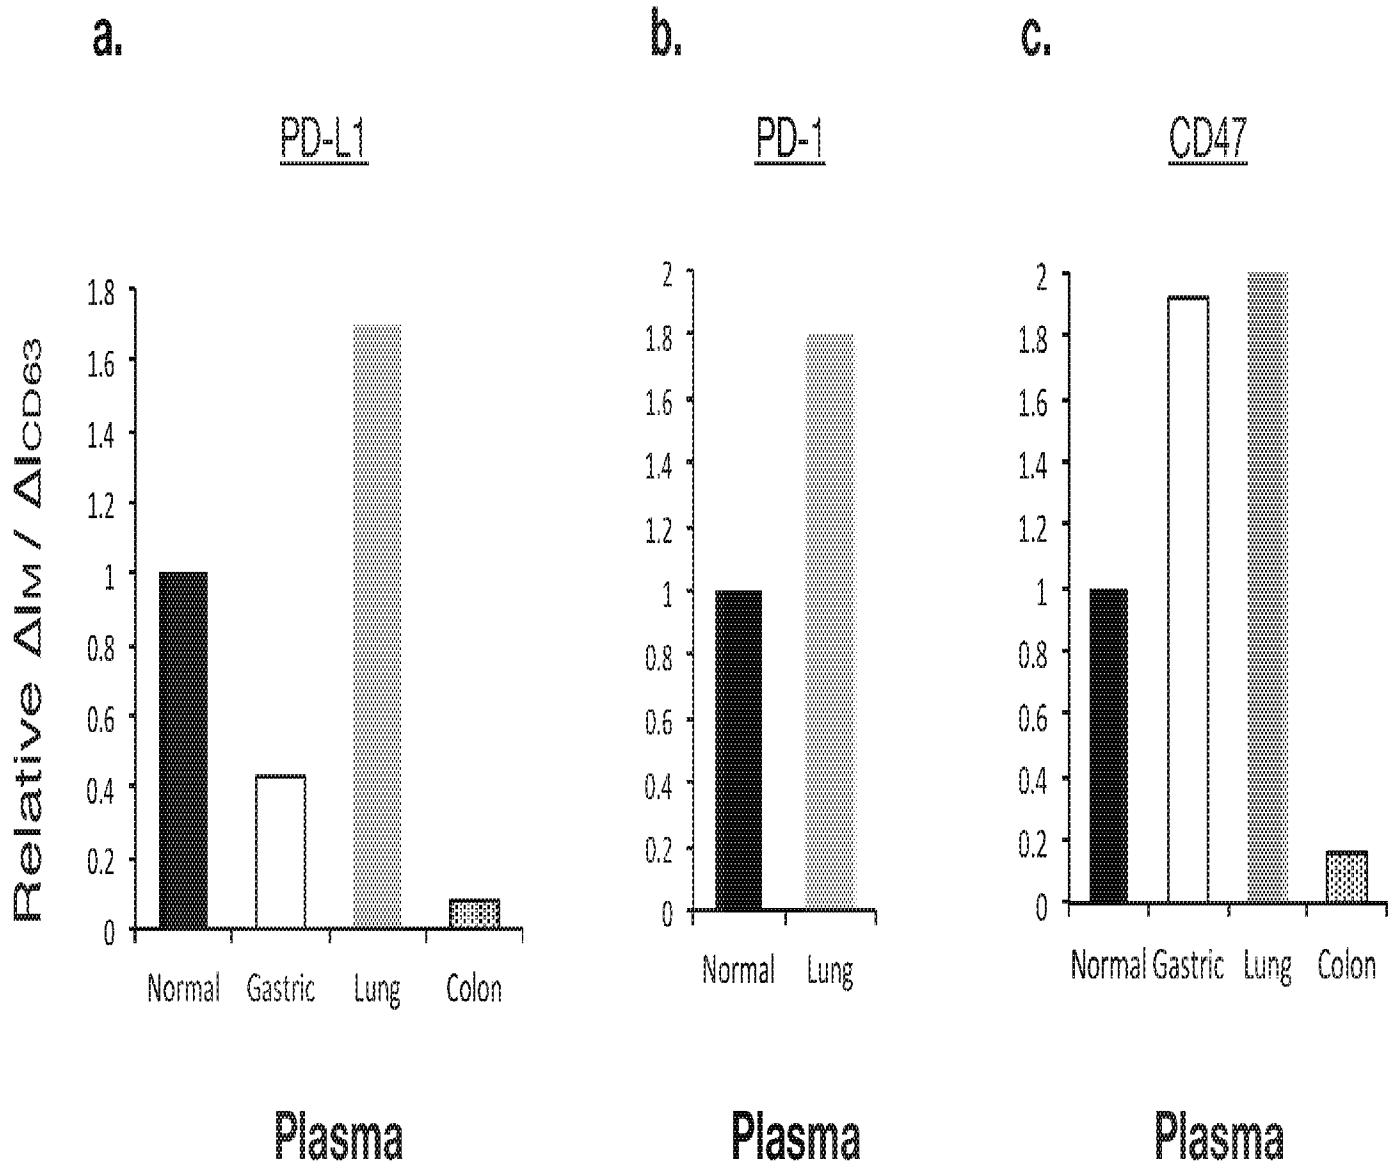 a.
b.
c.
PD-L1
PD-1
CD47
Relative ΔIM / ΔICD63
1.8
1.6
1.4
1.2
1
0.8
0.6
0.4
0.2
0
Normal Gastric Lung Colon
Plasma
2
1.8
1.6
1.4
1.2
1
0.8
0.6
0.4
0.2
0
Normal Lung
Plasma
2
1.8
1.6
1.4
1.2
1
0.8
0.6
0.4
0.2
0
Normal Gastric Lung Colon
Plasma